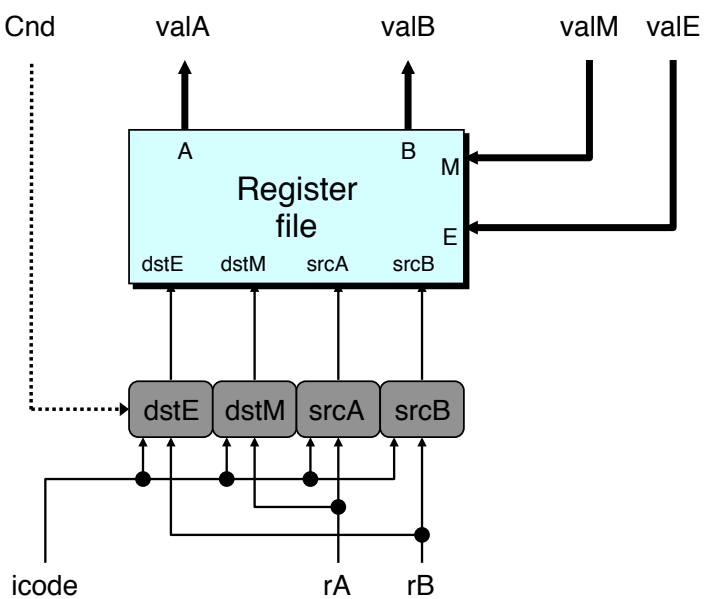 Cnd valA valB valM valE
A B
M
Register
file
E
dstE dstM srcA srcB
dstE dstM srcA srcB
icode rA rB